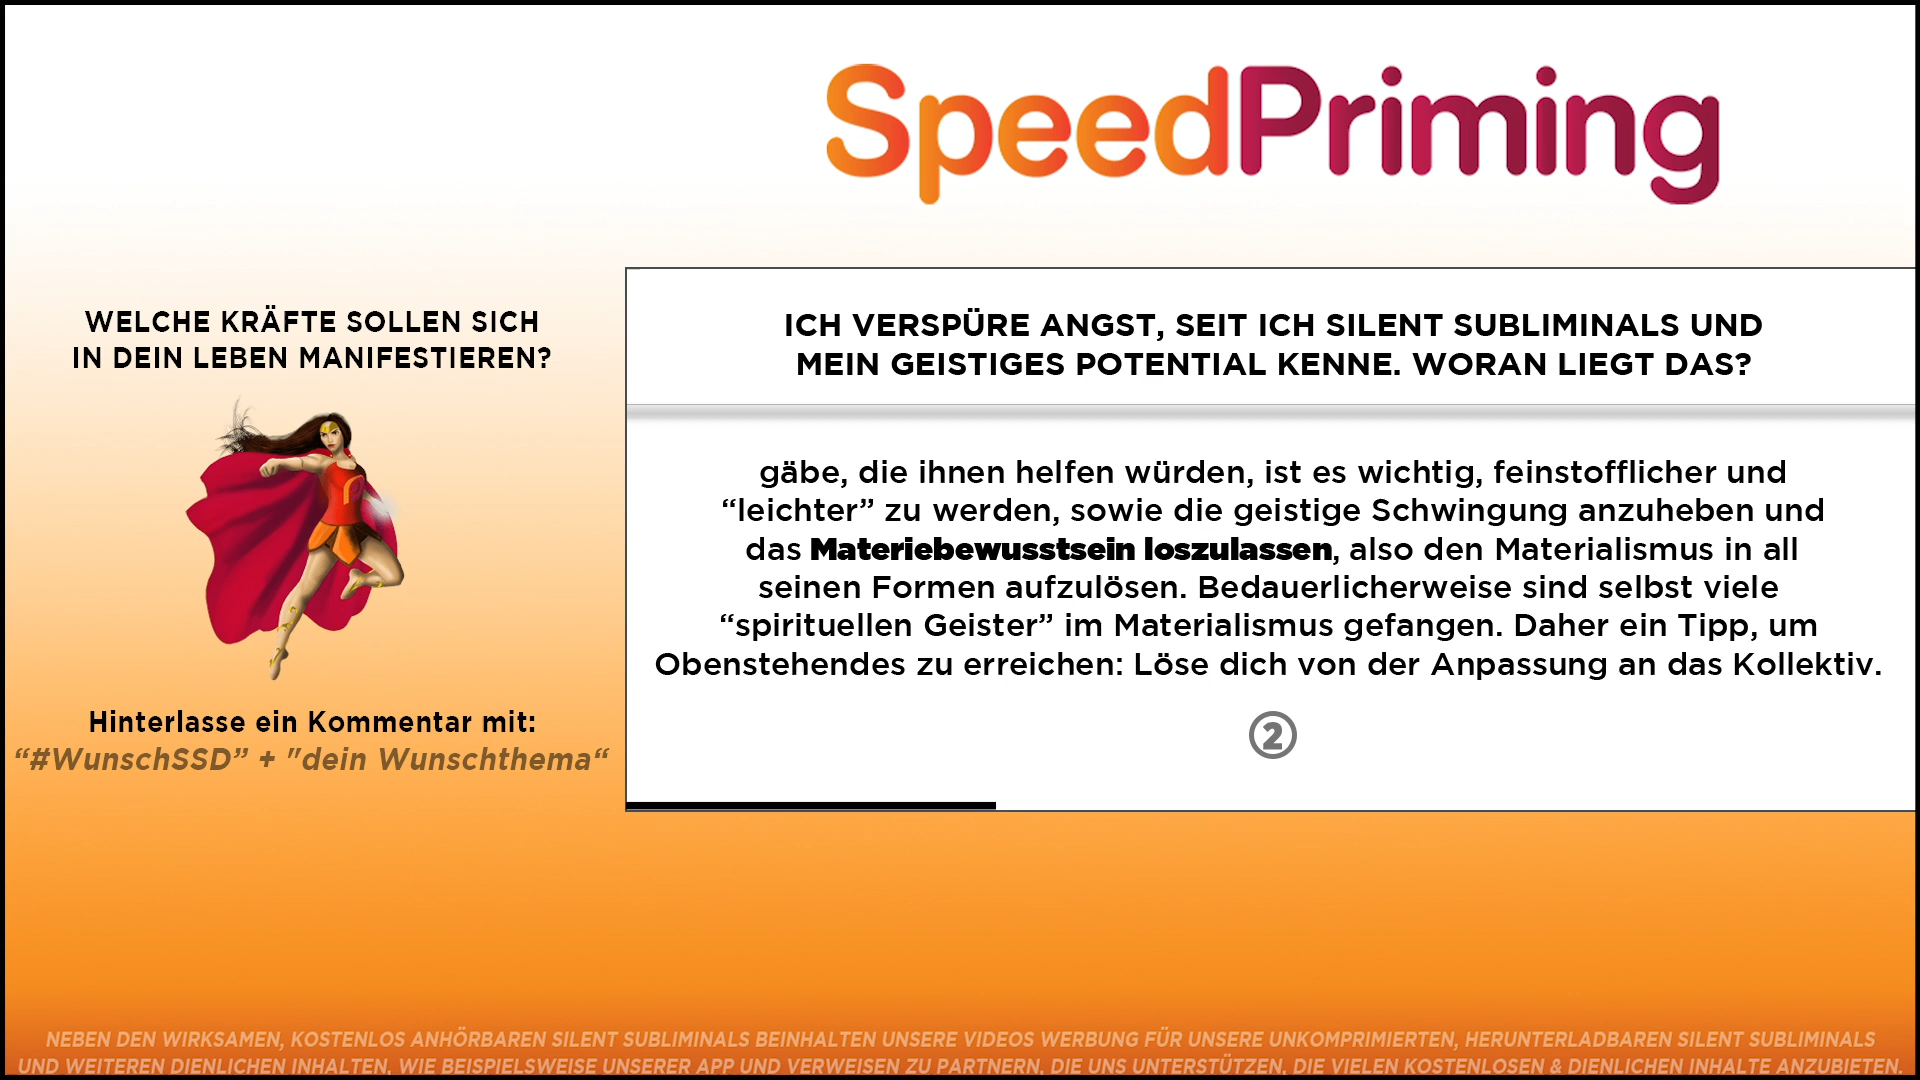 SpeedPriming
WELCHE KRÄFTE SOLLEN SICH
IN DEIN LEBEN MANIFESTIEREN?
Hinterlasse ein Kommentar mit:
“#WunschSSD” + "dein Wunschthema“
ICH VERSPÜRE ANGST, SEIT ICH SILENT SUBLIMINALS UND
MEIN GEISTIGES POTENTIAL KENNE. WORAN LIEGT DAS?
gäbe, die ihnen helfen würden, ist es wichtig, feinstofflicher und
“leichter” zu werden, sowie die geistige Schwingung anzuheben und
das Materiebewusstsein loszulassen, also den Materialismus in all
seinen Formen aufzulösen. Bedauerlicherweise sind selbst viele
“spirituellen Geister” im Materialismus gefangen. Daher ein Tipp, um
Obenstehendes zu erreichen: Löse dich von der Anpassung an das Kollektiv.
②
NEBEN DEN WIRKSAMEN, KOSTENLOS ANHÖRBAREN SILENT SUBLIMINALS BEINHALTEN UNSERE VIDEOS WERBUNG FÜR UNSERE UNKOMPRIMIERTEN, HERUNTERLADBAREN SILENT SUBLIMINALS
UND WEITEREN DIENLICHEN INHALTEN, WIE BEISPIELSWEISE UNSERER APP UND VERWEISEN ZU PARTNERN, DIE UNS UNTERSTÜTZEN, DIE VIELEN KOSTENLOSEN & DIENLICHEN INHALTE ANZUBIETEN.